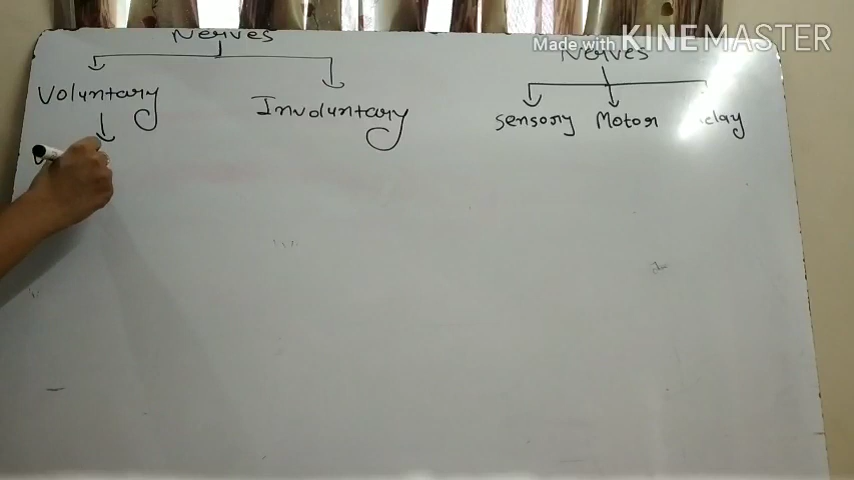 Made with KINEMASTER
Nerves
Nerves
Voluntary
Involuntary
Sensory Motor